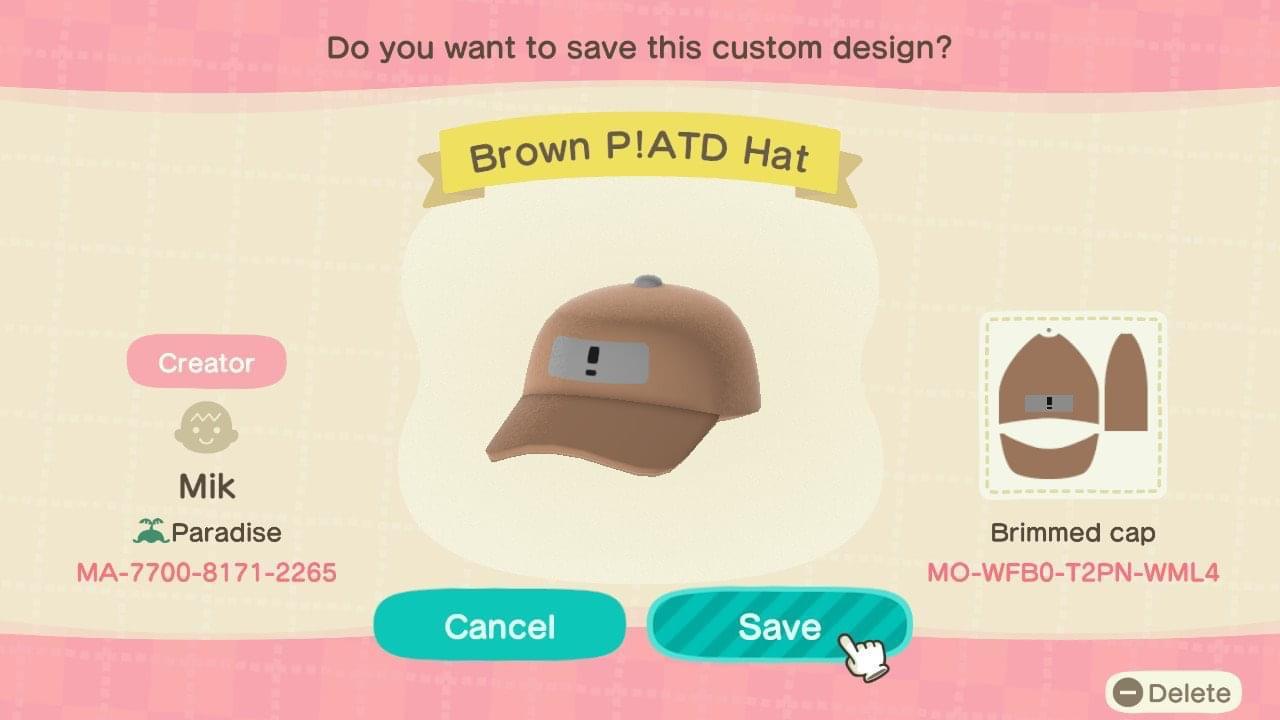 Do you want to save this custom design?
Brown P!ATD Hat
!
Creator
Mik
Paradise
MA-7700-8171-2265
!
Brimmed cap
MO-WFB0-T2PN-WML4
Cancel
Save
Delete